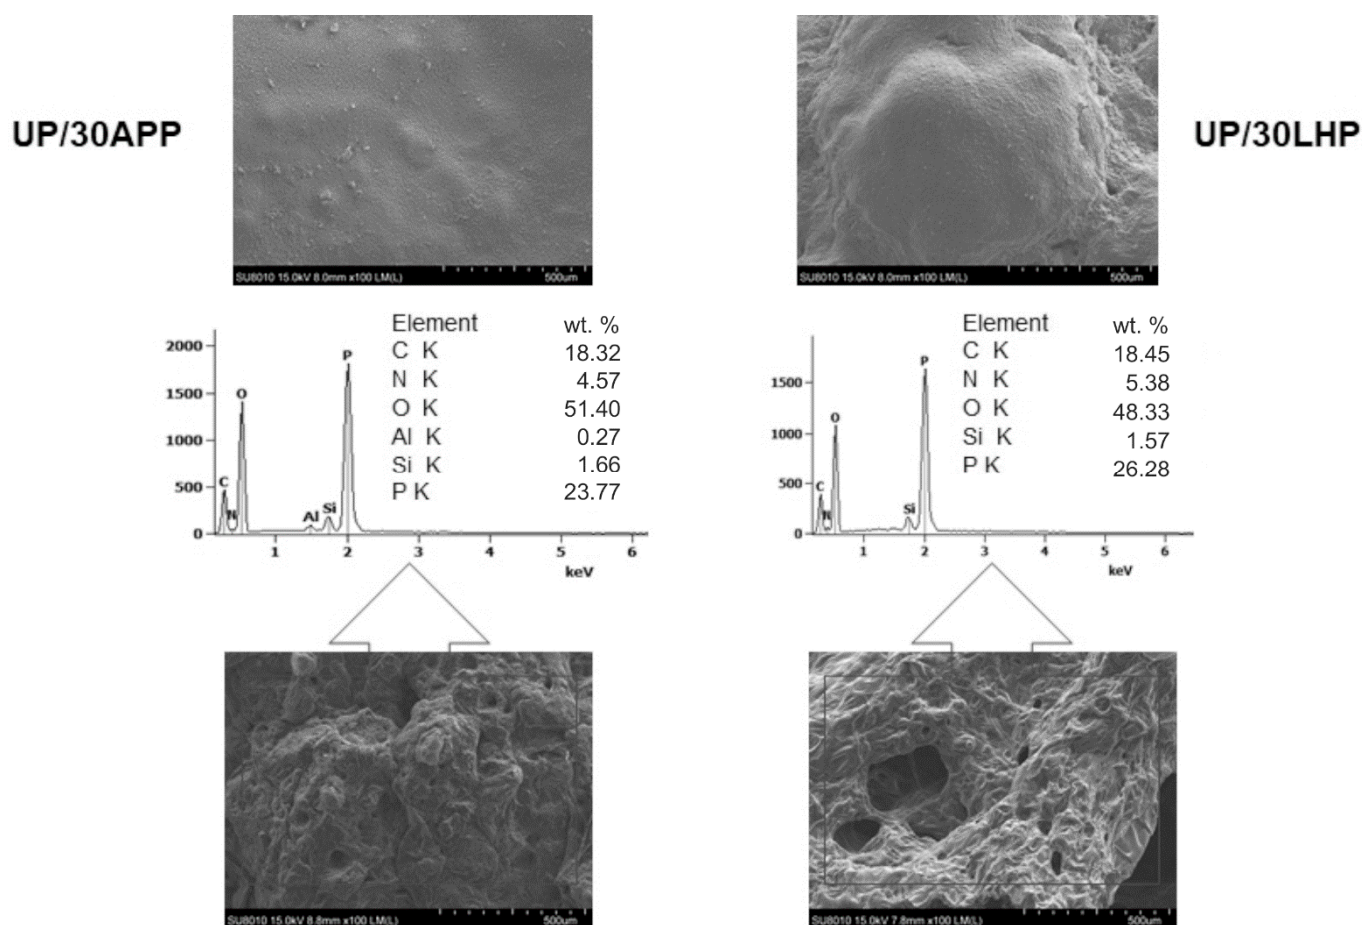 UP/30APP
UP/30LHP
SU8010 15.0kV 8.0mm x100 LM(L) 500um
SU8010 15.0kV 8.0mm x100 LM(L) 500um
Element wt. %
C K 18.32
N K 4.57
O K 51.40
Al K 0.27
Si K 1.66
P K 23.77
2000
1500
1000
500
0
C
N
O
Al
Si
P
1 2 3 4 5 6
keV
Element wt. %
C K 18.45
N K 5.38
O K 48.33
Si K 1.57
P K 26.28
1500
1000
500
0
C
N
O
Si
P
1 2 3 4 5 6
keV
SU8010 15.0kV 8.8mm x100 LM(L) 500um
SU8010 15.0kV 7.8mm x100 LM(L) 500um